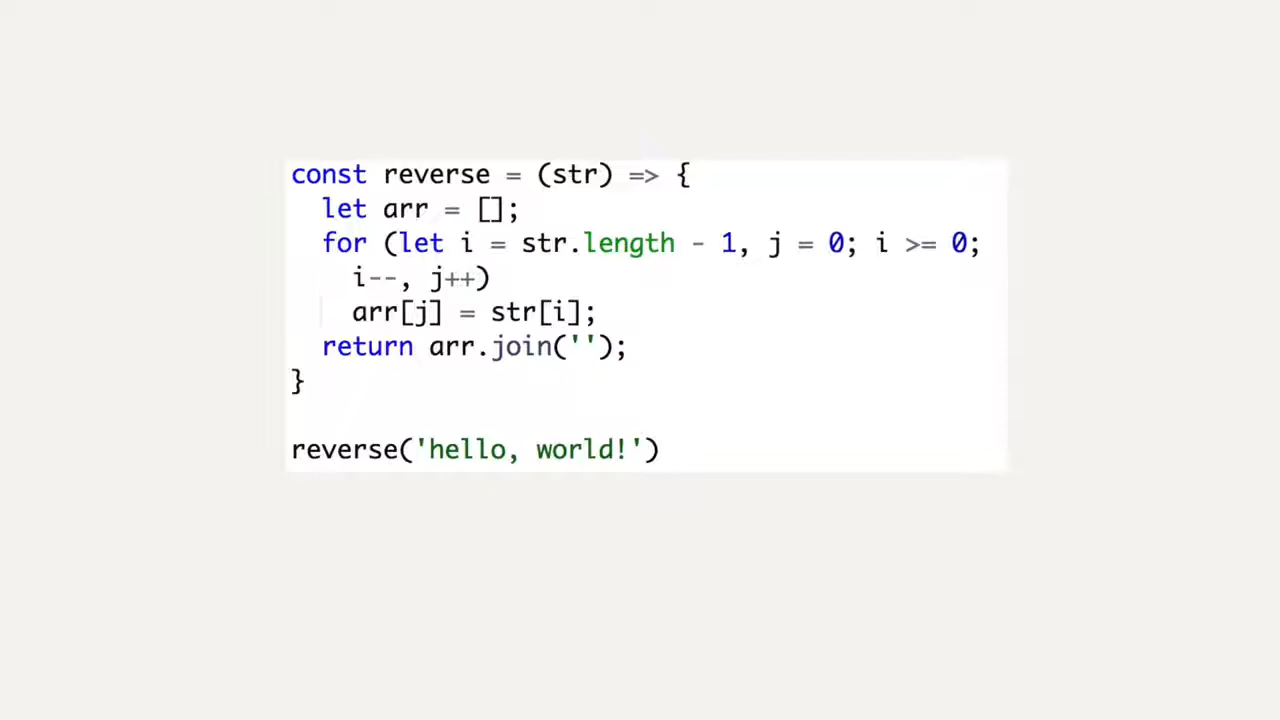 const reverse = (str) => {
  let arr = [];
  for (let i = str.length - 1, j = 0; i >= 0;
    i--, j++)
    arr[j] = str[i];
  return arr.join('');
}

reverse('hello, world!')